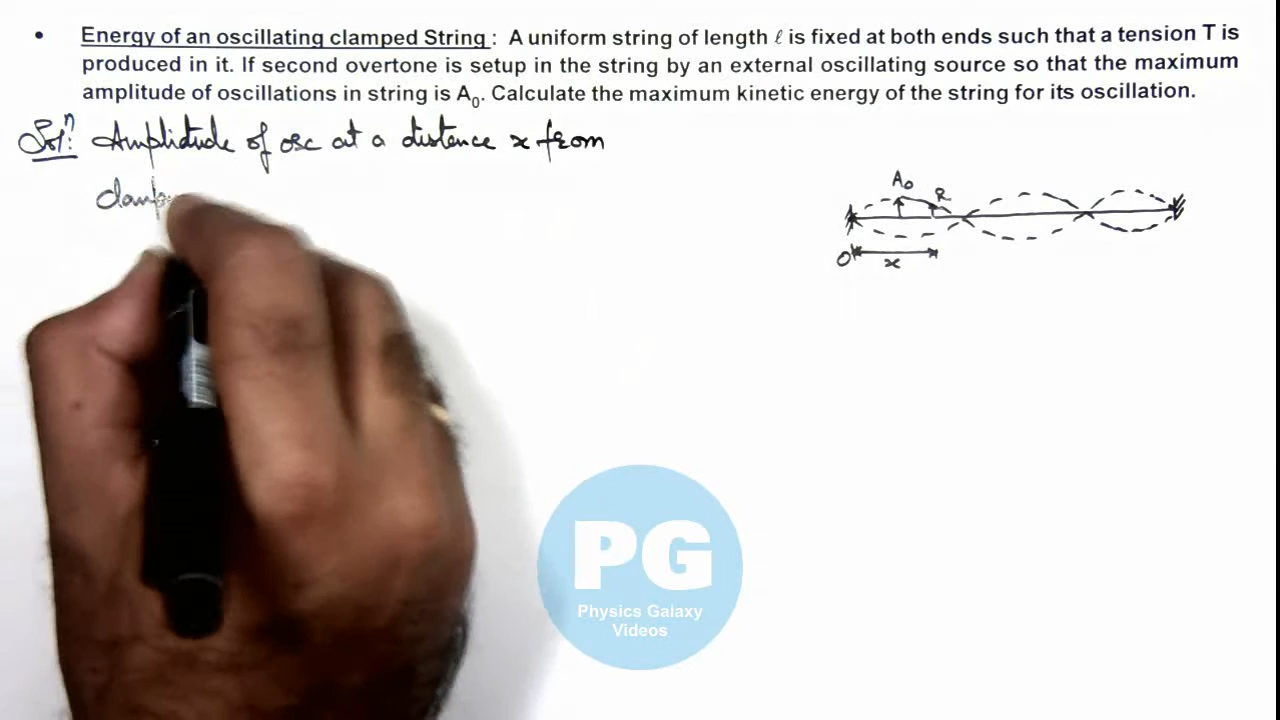 • Energy of an oscillating clamped String : A uniform string of length ℓ is fixed at both ends such that a tension T is
produced in it. If second overtone is setup in the string by an external oscillating source so that the maximum
amplitude of oscillations in string is A₀. Calculate the maximum kinetic energy of the string for its oscillation.
Solⁿ: Amplidude of osc at a distance x from
A₀
R
O
x
PG
Physics Galaxy
Videos